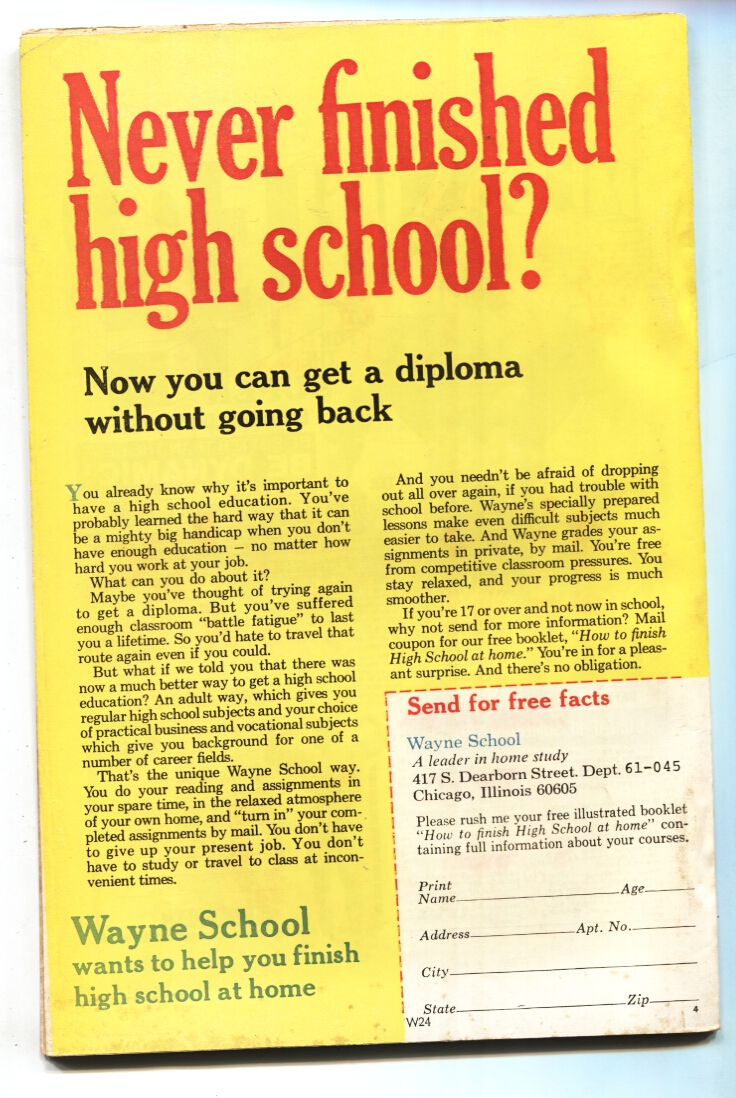 Never finished
high school?
Now you can get a diploma
without going back
You already know why it's important to
have a high school education. You've
probably learned the hard way that it can
be a mighty big handicap when you don't
have enough education — no matter how
hard you work at your job.
What can you do about it?
Maybe you've thought of trying again
to get a diploma. But you've suffered
enough classroom "battle fatigue" to last
you a lifetime. So you'd hate to travel that
route again even if you could.
But what if we told you that there was
now a much better way to get a high school
education? An adult way, which gives you
regular high school subjects and your choice
of practical business and vocational subjects
which give you background for one of a
number of career fields.
That's the unique Wayne School way.
You do your reading and assignments in
your spare time, in the relaxed atmosphere
of your own home, and "turn in" your com-
pleted assignments by mail. You don't have
to give up your present job. You don't
have to study or travel to class at incon-
venient times.
Wayne School
wants to help you finish
high school at home
And you needn't be afraid of dropping
out all over again, if you had trouble with
school before. Wayne's specially prepared
lessons make even difficult subjects much
easier to take. And Wayne grades your as-
signments in private, by mail. You're free
from competitive classroom pressures. You
stay relaxed, and your progress is much
smoother.
If you're 17 or over and not now in school,
why not send for more information? Mail
coupon for our free booklet, "How to finish
High School at home." You're in for a pleas-
ant surprise. And there's no obligation.
Send for free facts
Wayne School
A leader in home study
417 S. Dearborn Street. Dept. 61-045
Chicago, Illinois 60605
Please rush me your free illustrated booklet
"How to finish High School at home" con-
taining full information about your courses.
Print
Name Age
Address Apt. No.
City
State Zip
W24 4